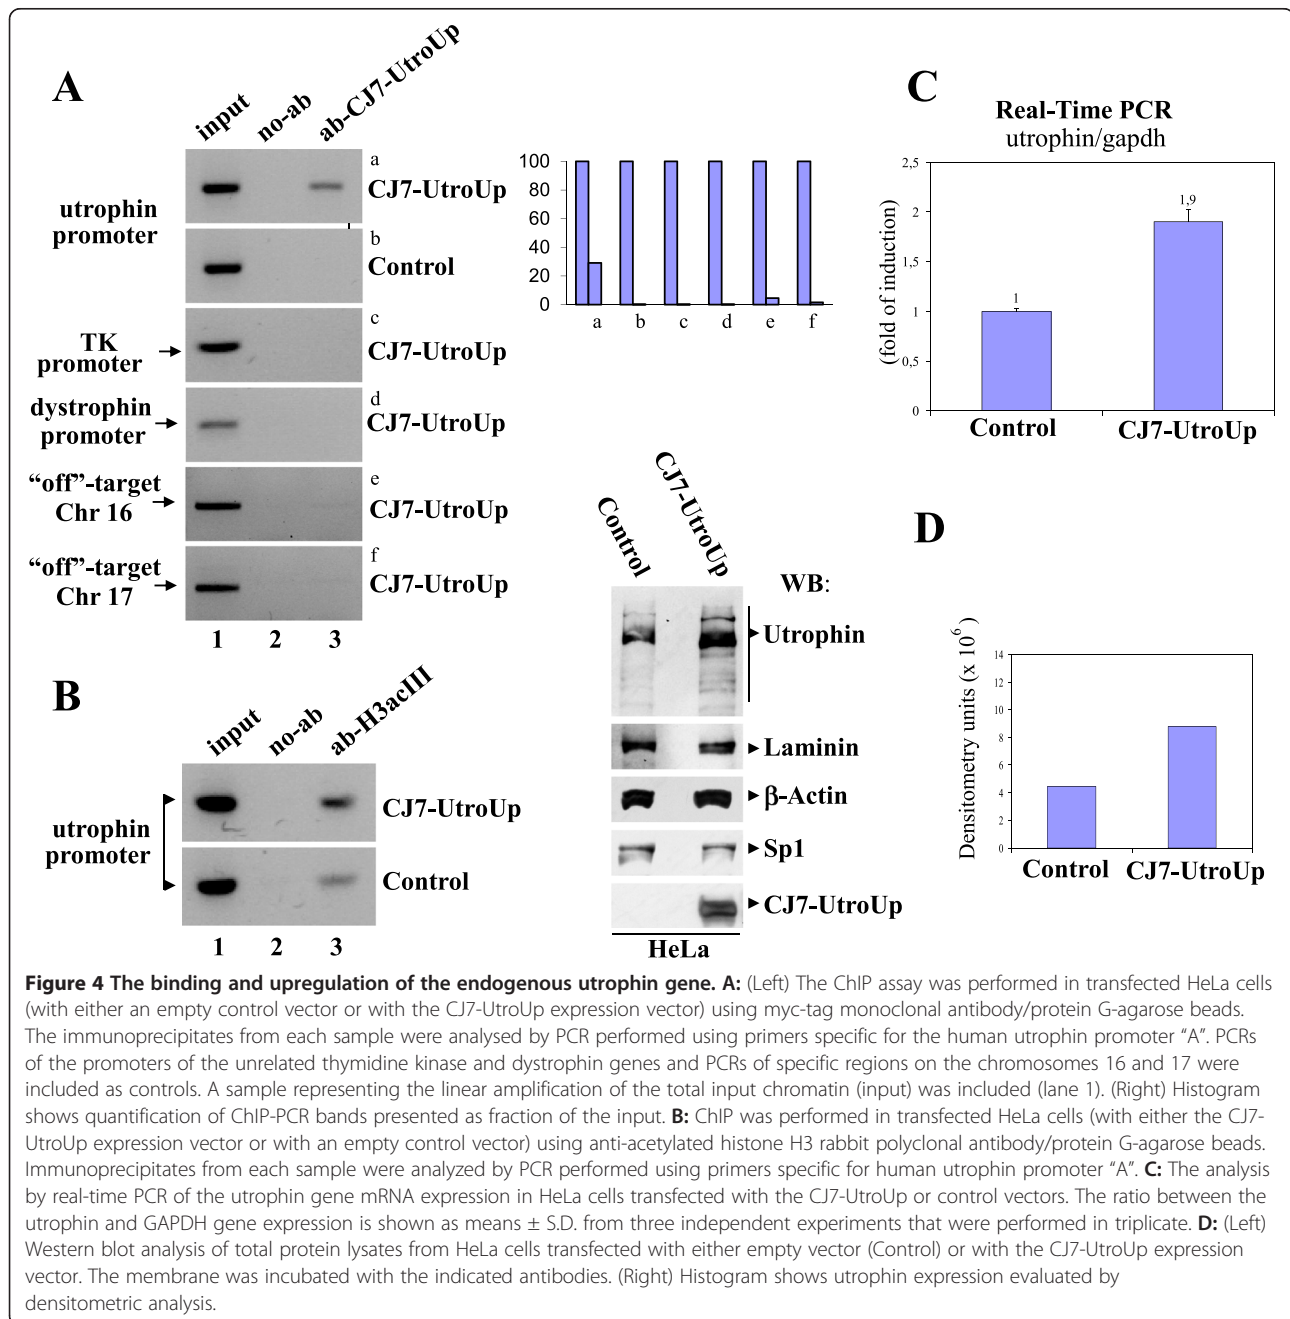 A
input
no-ab
ab-CJ7-UtroUp
utrophin
promoter
a
CJ7-UtroUp
b
Control
TK
promoter
c
CJ7-UtroUp
dystrophin
promoter
d
CJ7-UtroUp
“off”-target
Chr 16
e
CJ7-UtroUp
“off”-target
Chr 17
f
CJ7-UtroUp
1 2 3
100
80
60
40
20
0
a b c d e f
B
input
no-ab
ab-H3acIII
utrophin
promoter
CJ7-UtroUp
Control
1 2 3
C
Real-Time PCR
utrophin/gapdh
(fold of induction)
2,5
2
1,5
1
0,5
0
1
1,9
Control CJ7-UtroUp
Control
CJ7-UtroUp
WB:
Utrophin
Laminin
β-Actin
Sp1
CJ7-UtroUp
HeLa
D
Densitometry units (x 10⁶)
14
12
10
8
6
4
2
0
Control CJ7-UtroUp
Figure 4 The binding and upregulation of the endogenous utrophin gene. A: (Left) The ChIP assay was performed in transfected HeLa cells
(with either an empty control vector or with the CJ7-UtroUp expression vector) using myc-tag monoclonal antibody/protein G-agarose beads.
The immunoprecipitates from each sample were analysed by PCR performed using primers specific for the human utrophin promoter “A”. PCRs
of the promoters of the unrelated thymidine kinase and dystrophin genes and PCRs of specific regions on the chromosomes 16 and 17 were
included as controls. A sample representing the linear amplification of the total input chromatin (input) was included (lane 1). (Right) Histogram
shows quantification of ChIP-PCR bands presented as fraction of the input. B: ChIP was performed in transfected HeLa cells (with either the CJ7-
UtroUp expression vector or with an empty control vector) using anti-acetylated histone H3 rabbit polyclonal antibody/protein G-agarose beads.
Immunoprecipitates from each sample were analyzed by PCR performed using primers specific for human utrophin promoter “A”. C: The analysis
by real-time PCR of the utrophin gene mRNA expression in HeLa cells transfected with the CJ7-UtroUp or control vectors. The ratio between the
utrophin and GAPDH gene expression is shown as means ± S.D. from three independent experiments that were performed in triplicate. D: (Left)
Western blot analysis of total protein lysates from HeLa cells transfected with either empty vector (Control) or with the CJ7-UtroUp expression
vector. The membrane was incubated with the indicated antibodies. (Right) Histogram shows utrophin expression evaluated by
densitometric analysis.